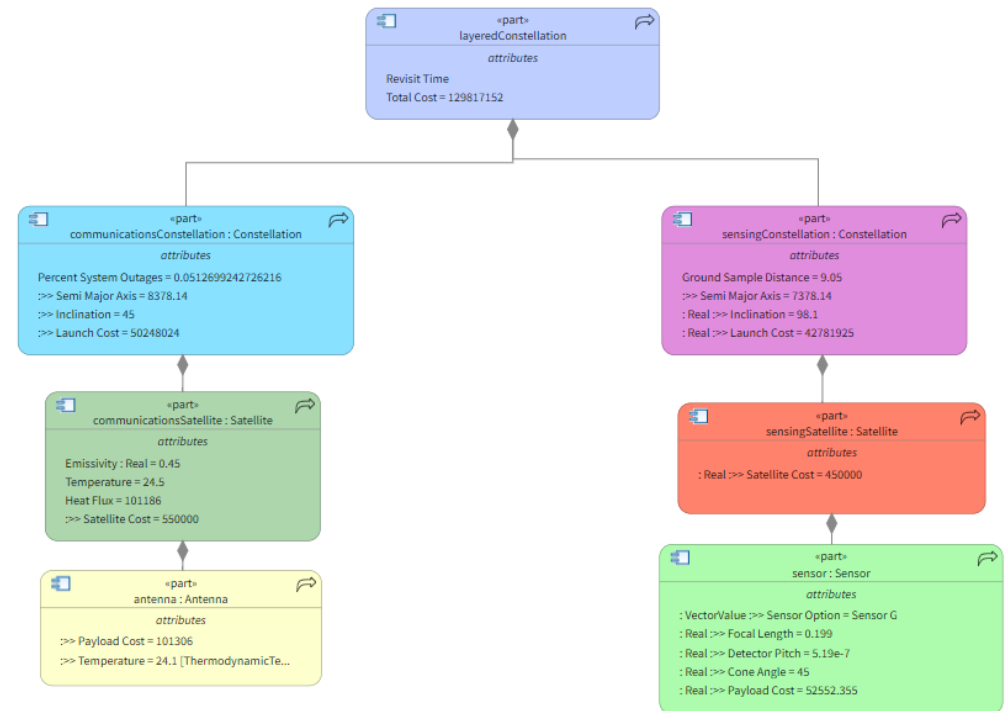 «part»
layeredConstellation
attributes
Revisit Time
Total Cost = 129817152
«part»
communicationsConstellation : Constellation
attributes
Percent System Outages = 0.0512699242726216
:>> Semi Major Axis = 8378.14
:>> Inclination = 45
:>> Launch Cost = 50248024
«part»
sensingConstellation : Constellation
attributes
Ground Sample Distance = 9.05
:>> Semi Major Axis = 7378.14
: Real :>> Inclination = 98.1
: Real :>> Launch Cost = 42781925
«part»
communicationsSatellite : Satellite
attributes
Emissivity : Real = 0.45
Temperature = 24.5
Heat Flux = 101186
:>> Satellite Cost = 550000
«part»
sensingSatellite : Satellite
attributes
: Real :>> Satellite Cost = 450000
«part»
antenna : Antenna
attributes
:>> Payload Cost = 101306
:>> Temperature = 24.1 [ThermodynamicTe...
«part»
sensor : Sensor
attributes
: VectorValue :>> Sensor Option = Sensor G
: Real :>> Focal Length = 0.199
: Real :>> Detector Pitch = 5.19e-7
: Real :>> Cone Angle = 45
: Real :>> Payload Cost = 52552.355